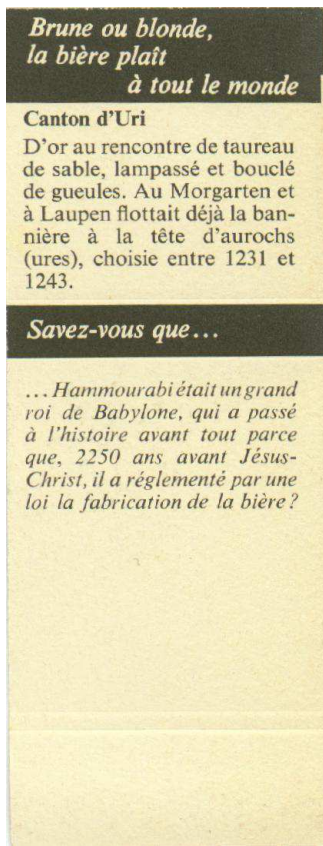 Brune ou blonde,
la bière plaît
à tout le monde
Canton d'Uri
D'or au rencontre de taureau
de sable, lampassé et bouclé
de gueules. Au Morgarten et
à Laupen flottait déjà la ban-
nière à la tête d'aurochs
(ures), choisie entre 1231 et
1243.
Savez-vous que...
... Hammourabi était un grand
roi de Babylone, qui a passé
à l'histoire avant tout parce
que, 2250 ans avant Jésus-
Christ, il a réglementé par une
loi la fabrication de la bière ?